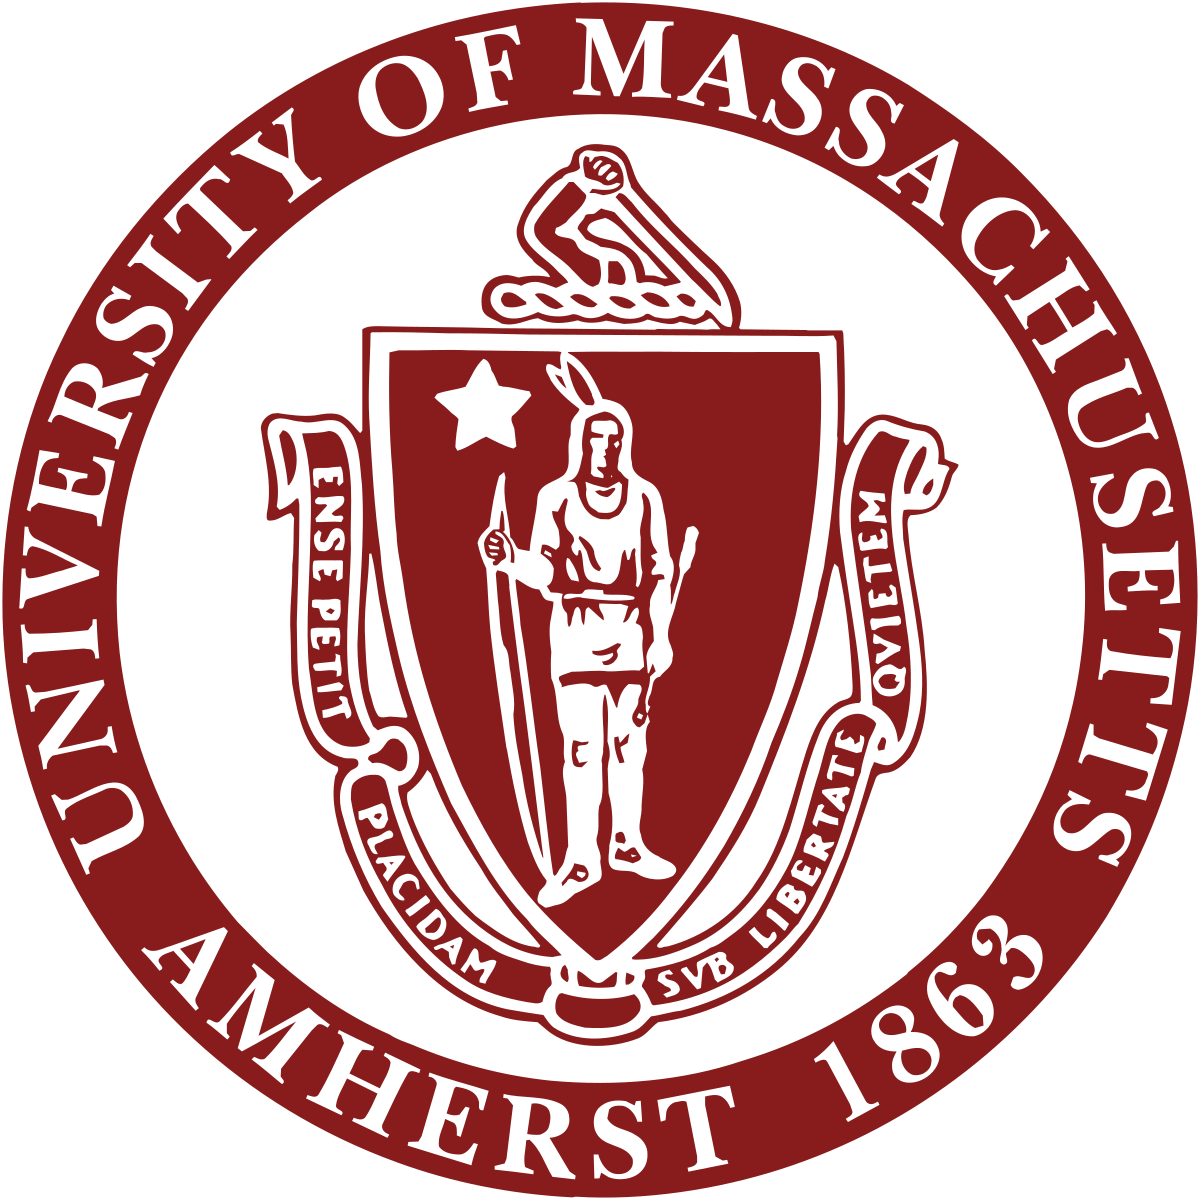 UNIVERSITY OF MASSACHUSETTS
AMHERST 1863
ENSE PETIT
PLACIDAM
SVB LIBERTATE
QVIETEM